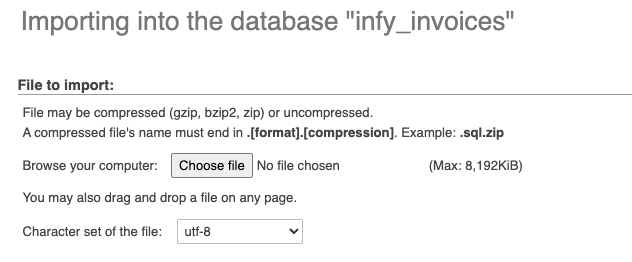 Importing into the database "infy_invoices"
File to import:
File may be compressed (gzip, bzip2, zip) or uncompressed.
A compressed file's name must end in .[format].[compression]. Example: .sql.zip
Browse your computer: Choose file No file chosen (Max: 8,192KiB)
You may also drag and drop a file on any page.
Character set of the file: utf-8